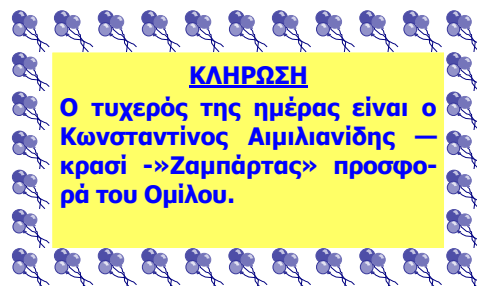 ΚΛΗΡΩΣΗ
Ο τυχερός της ημέρας είναι ο
Κωνσταντίνος Αιμιλιανίδης —
κρασί -»Ζαμπάρτας» προσφο-
ρά του Ομίλου.